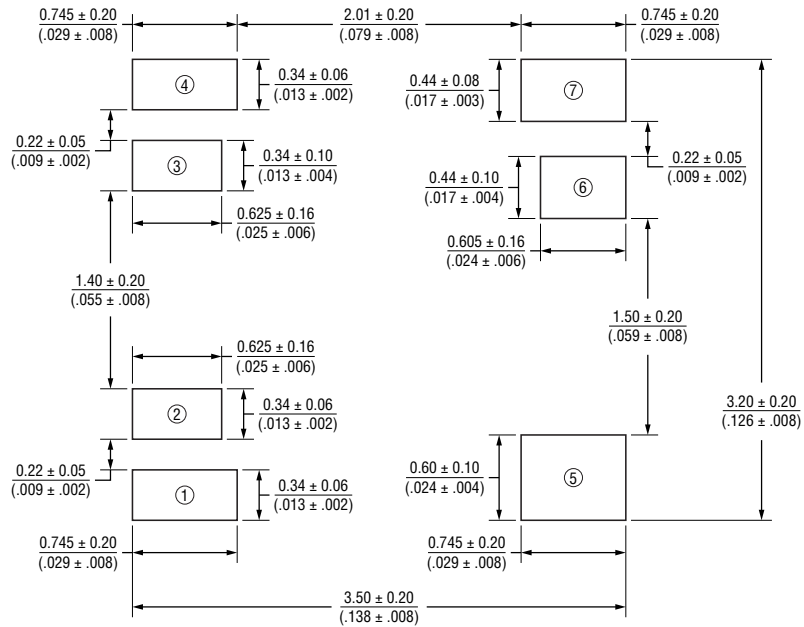 0.745 ± 0.20
(.029 ± .008)
2.01 ± 0.20
(.079 ± .008)
0.745 ± 0.20
(.029 ± .008)
④
0.34 ± 0.06
(.013 ± .002)
0.44 ± 0.08
(.017 ± .003)
⑦
0.22 ± 0.05
(.009 ± .002)
③
0.34 ± 0.10
(.013 ± .004)
0.44 ± 0.10
(.017 ± .004)
⑥
0.22 ± 0.05
(.009 ± .002)
0.625 ± 0.16
(.025 ± .006)
0.605 ± 0.16
(.024 ± .006)
1.40 ± 0.20
(.055 ± .008)
1.50 ± 0.20
(.059 ± .008)
0.625 ± 0.16
(.025 ± .006)
②
0.34 ± 0.06
(.013 ± .002)
3.20 ± 0.20
(.126 ± .008)
0.22 ± 0.05
(.009 ± .002)
①
0.34 ± 0.06
(.013 ± .002)
0.60 ± 0.10
(.024 ± .004)
⑤
0.745 ± 0.20
(.029 ± .008)
0.745 ± 0.20
(.029 ± .008)
3.50 ± 0.20
(.138 ± .008)